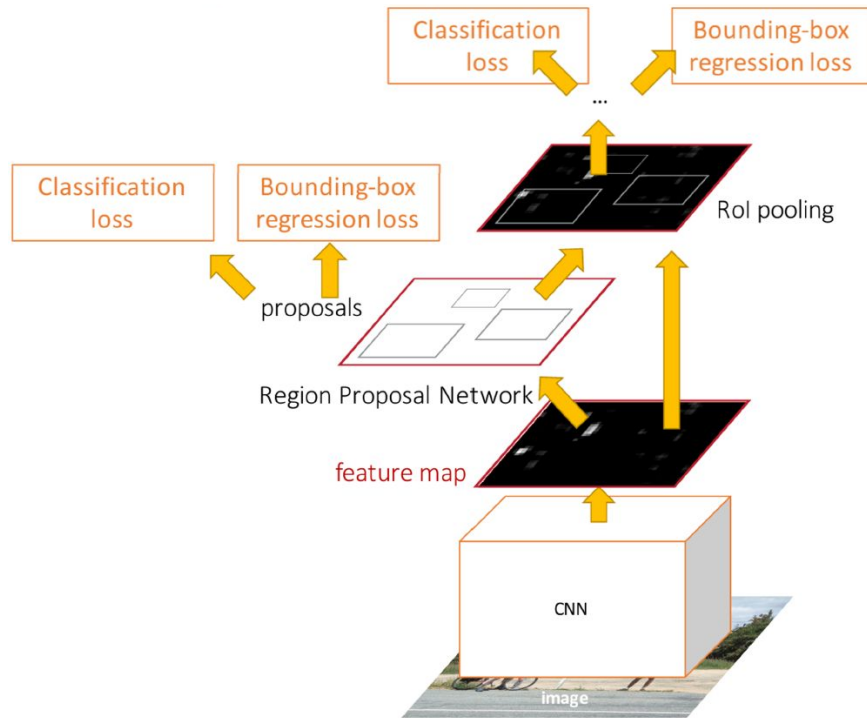 Classification
loss
Bounding-box
regression loss
...
Classification
loss
Bounding-box
regression loss
RoI pooling
proposals
Region Proposal Network
feature map
CNN
image